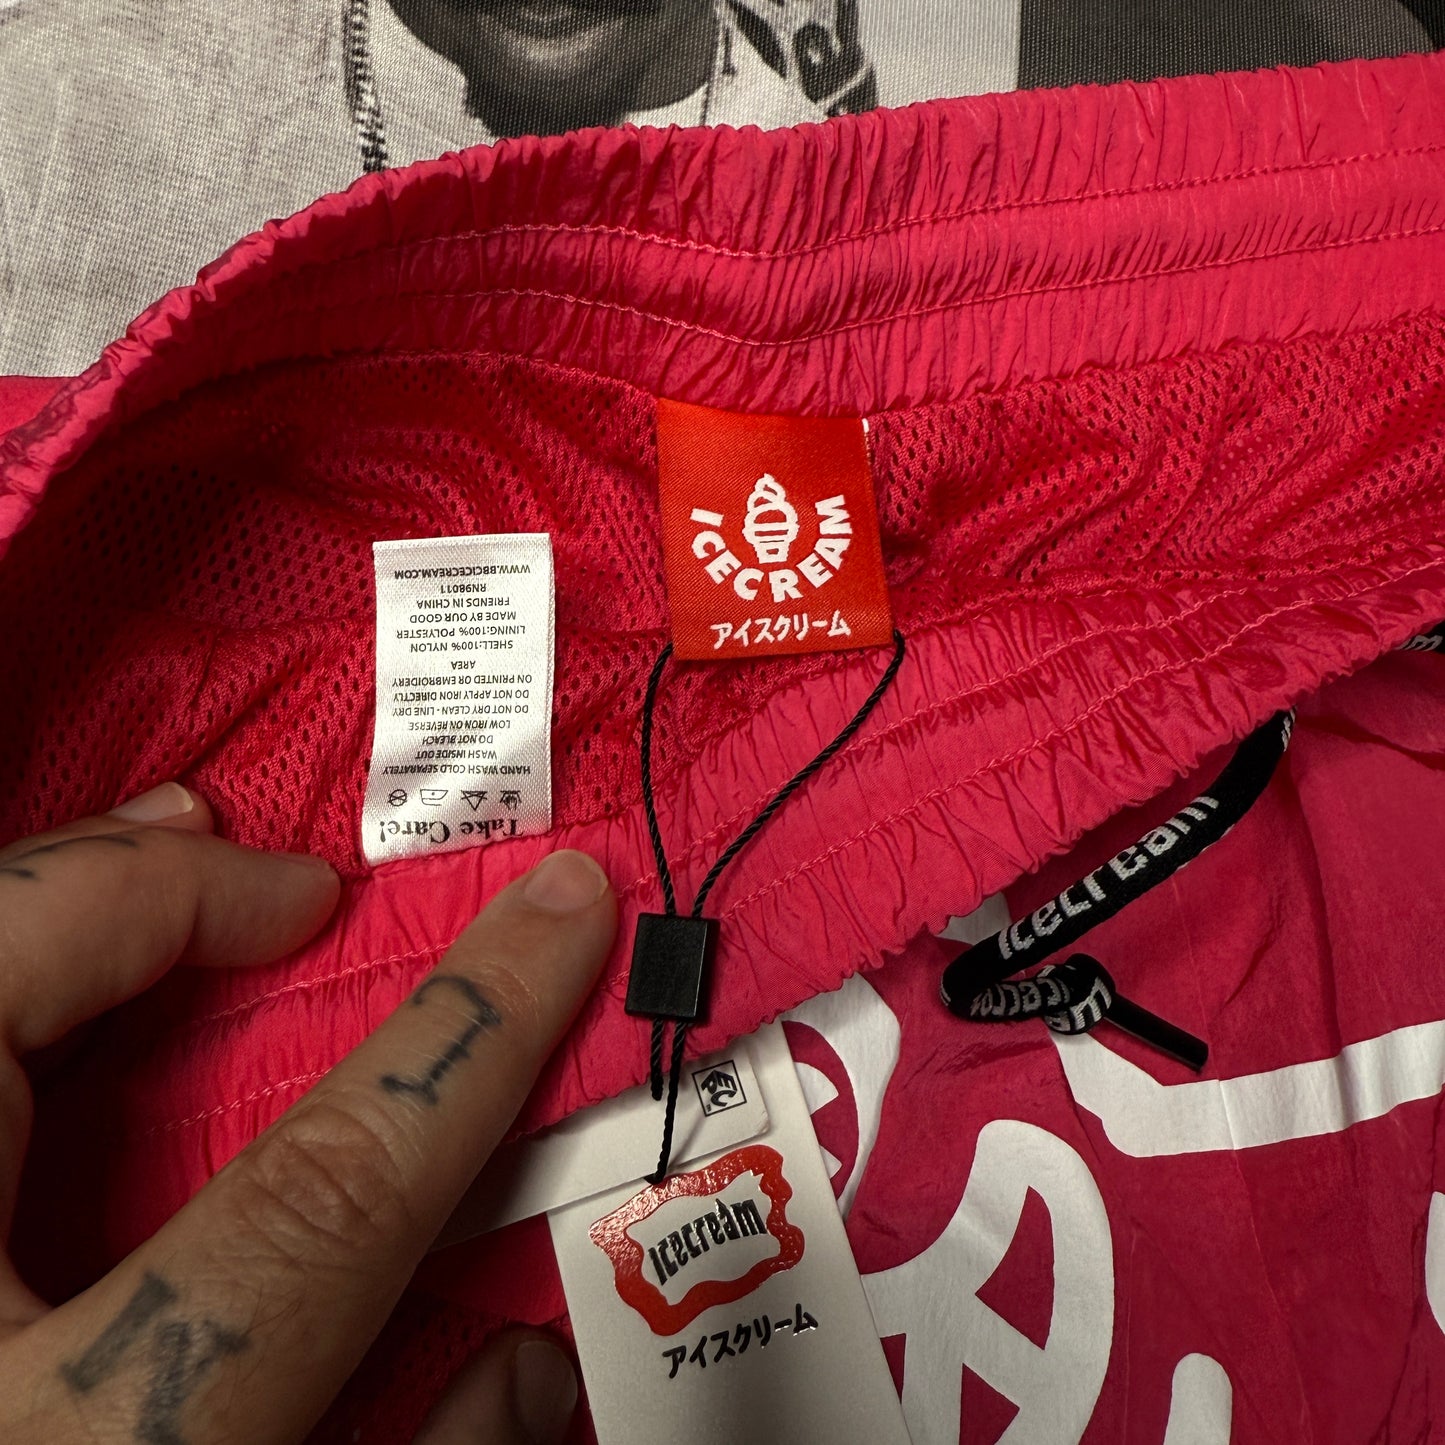 ICECREAM
アイスクリーム
Take Care!
HAND WASH COLD SEPARATELY
WASH INSIDE OUT
DO NOT BLEACH
LOW IRON ON REVERSE
DO NOT DRY CLEAN - LINE DRY
DO NOT APPLY IRON DIRECTLY
ON PRINTED OR EMBROIDERY
AREA
SHELL:100% NYLON
LINING:100% POLYESTER
MADE BY OUR GOOD
FRIENDS IN CHINA
RN98011
WWW.BBCICECREAM.COM
Icecream
Icecream
Icecream
アイスクリーム